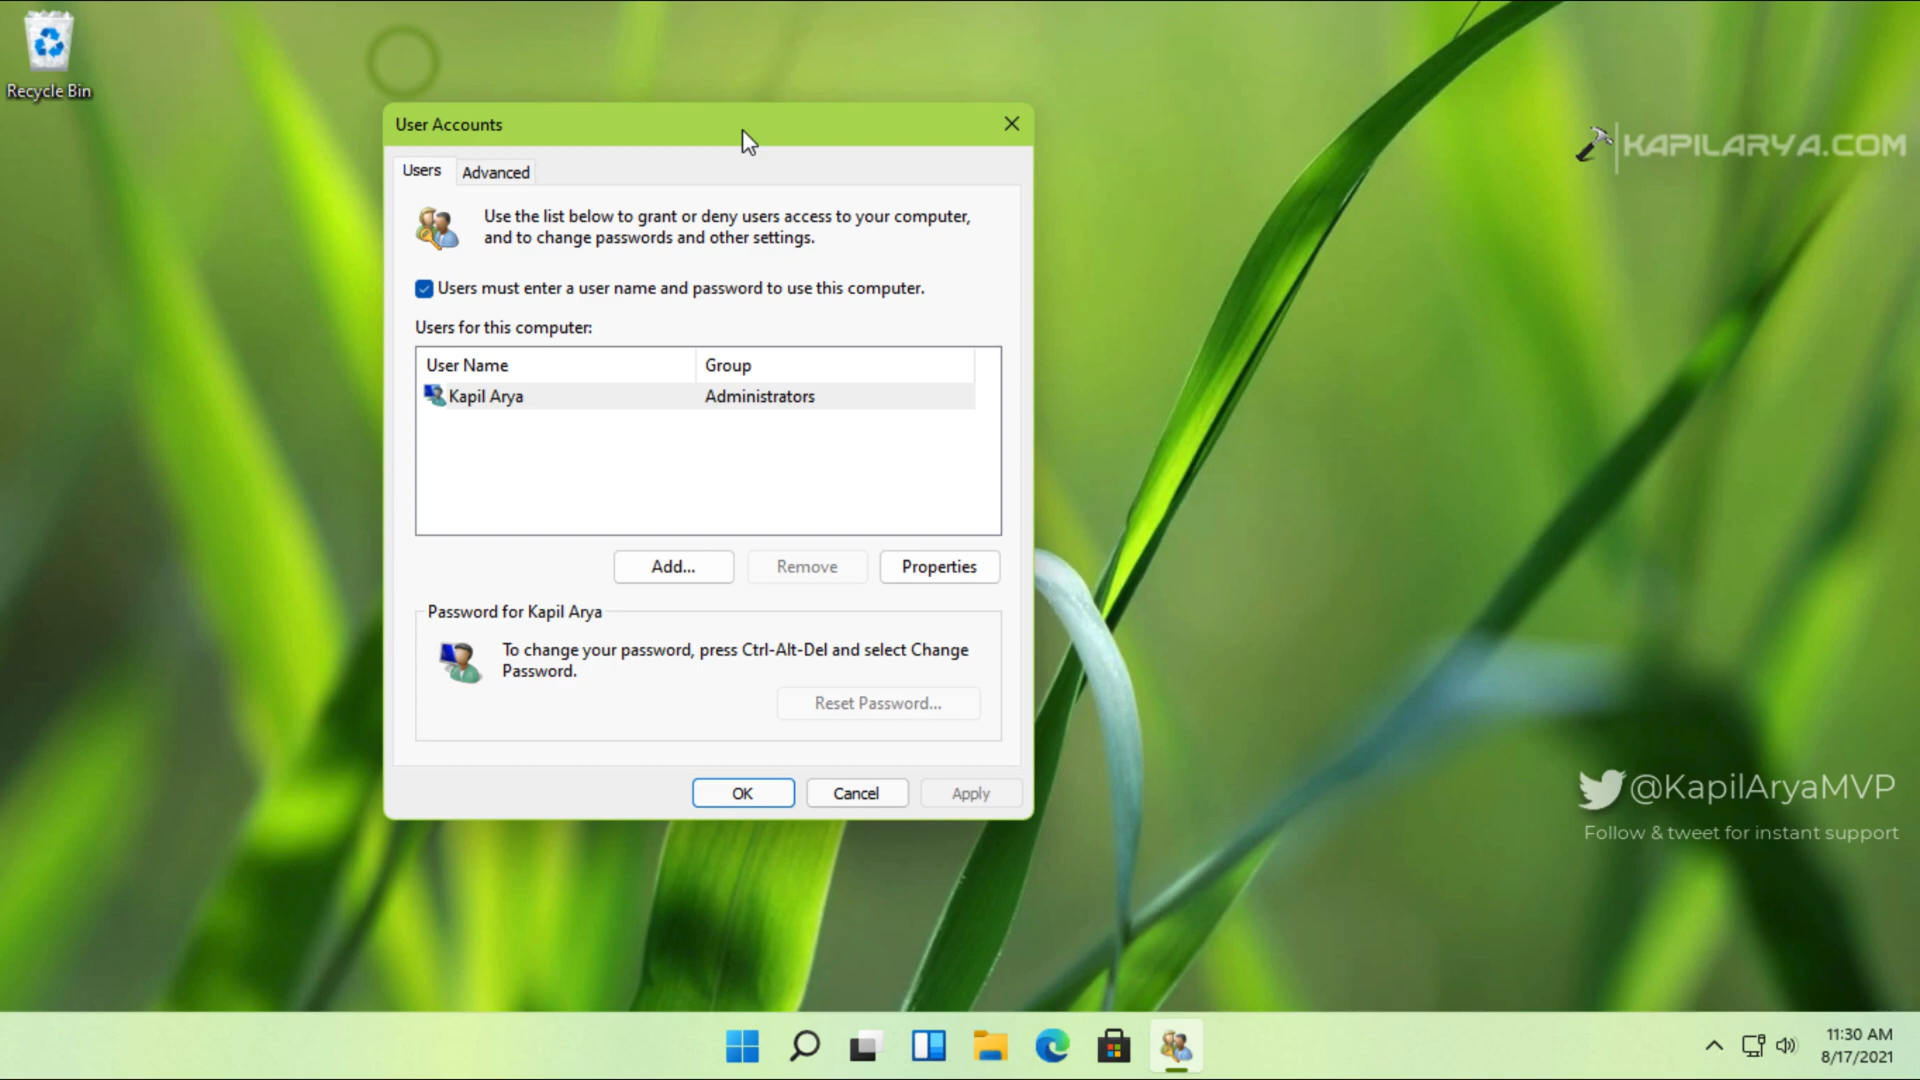 Recycle Bin
User Accounts
Users
Advanced
Use the list below to grant or deny users access to your computer,
and to change passwords and other settings.
Users must enter a user name and password to use this computer.
Users for this computer:
User Name
Group
Kapil Arya
Administrators
Add...
Remove
Properties
Password for Kapil Arya
To change your password, press Ctrl-Alt-Del and select Change
Password.
Reset Password...
OK
Cancel
Apply
KAPILARYA.COM
@KapilAryaMVP
Follow & tweet for instant support
11:30 AM
8/17/2021